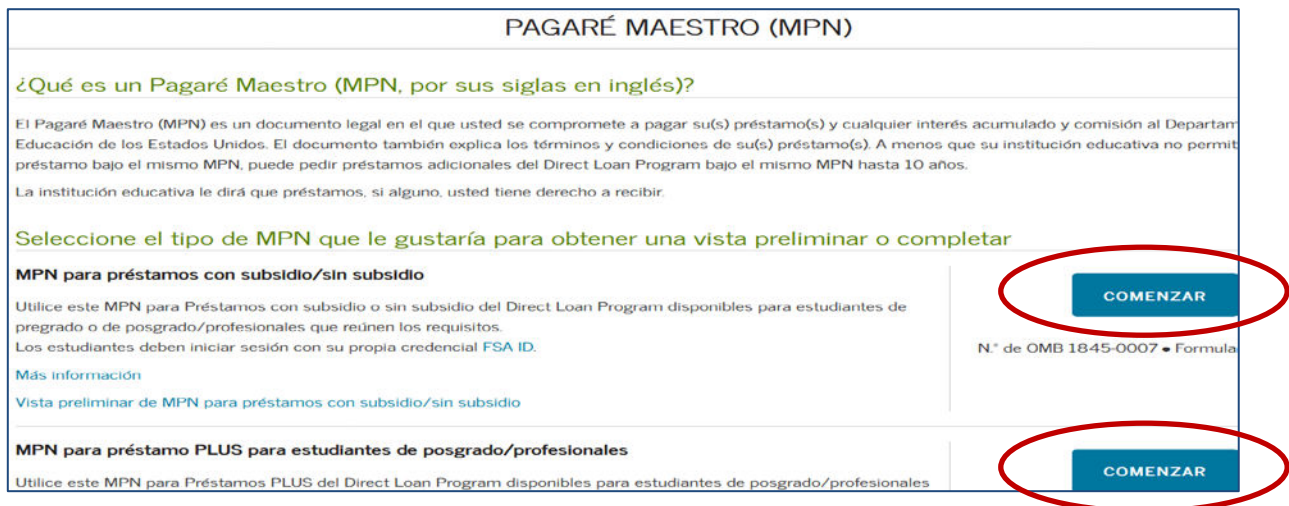 PAGARÉ MAESTRO (MPN)
¿Qué es un Pagaré Maestro (MPN, por sus siglas en inglés)?
El Pagaré Maestro (MPN) es un documento legal en el que usted se compromete a pagar su(s) préstamo(s) y cualquier interés acumulado y comisión al Departam
Educación de los Estados Unidos. El documento también explica los términos y condiciones de su(s) préstamo(s). A menos que su institución educativa no permit
préstamo bajo el mismo MPN, puede pedir préstamos adicionales del Direct Loan Program bajo el mismo MPN hasta 10 años.
La institución educativa le dirá que préstamos, si alguno, usted tiene derecho a recibir.
Seleccione el tipo de MPN que le gustaría para obtener una vista preliminar o completar
MPN para préstamos con subsidio/sin subsidio
COMENZAR
Utilice este MPN para Préstamos con subsidio o sin subsidio del Direct Loan Program disponibles para estudiantes de
pregrado o de posgrado/profesionales que reúnen los requisitos.
Los estudiantes deben iniciar sesión con su propia credencial FSA ID.
N.° de OMB 1845-0007 • Formula
Más información
Vista preliminar de MPN para préstamos con subsidio/sin subsidio
MPN para préstamo PLUS para estudiantes de posgrado/profesionales
COMENZAR
Utilice este MPN para Préstamos PLUS del Direct Loan Program disponibles para estudiantes de posgrado/profesionales